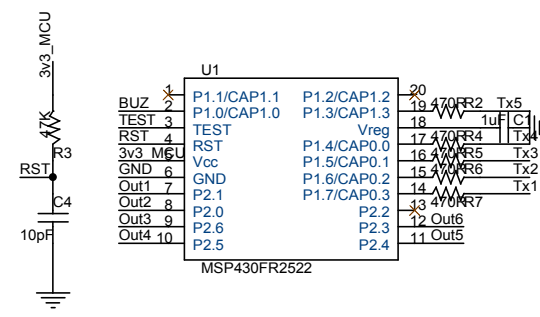 3v3_MCU
47K
R3
RST
C4
10pF
U1
1 P1.1/CAP1.1 P1.2/CAP1.2 20
BUZ 2 P1.0/CAP1.0 P1.3/CAP1.3 19 470R R2 Tx5
TEST 3 TEST Vreg 18 1uF C1
RST 4 RST P1.4/CAP0.0 17 470R R4 Tx4
3v3_MCU 5 Vcc P1.5/CAP0.1 16 470R R5 Tx3
GND 6 GND P1.6/CAP0.2 15 470R R6 Tx2
Out1 7 P2.1 P1.7/CAP0.3 14 470R R7 Tx1
Out2 8 P2.0 P2.2 13
Out3 9 P2.6 P2.3 12 Out6
Out4 10 P2.5 P2.4 11 Out5
MSP430FR2522